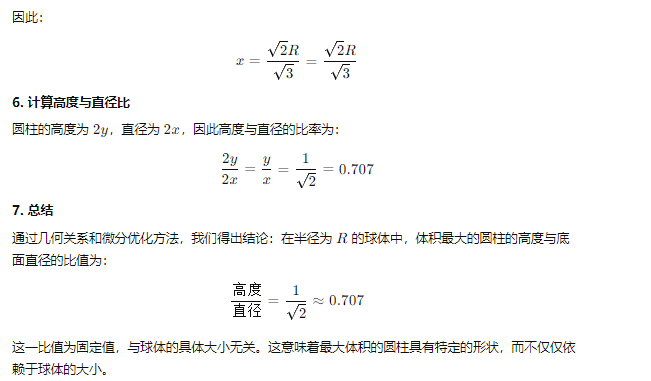 因此：
x = √2R/√3 = √2R/√3
6. 计算高度与直径比
圆柱的高度为 2y，直径为 2x，因此高度与直径的比率为：
2y/2x = y/x = 1/√2 = 0.707
7. 总结
通过几何关系和微分优化方法，我们得出结论：在半径为 R 的球体中，体积最大的圆柱的高度与底
面直径的比值为：
高度/直径 = 1/√2 ≈ 0.707
这一比值为固定值，与球体的具体大小无关。这意味着最大体积的圆柱具有特定的形状，而不仅仅依
赖于球体的大小。